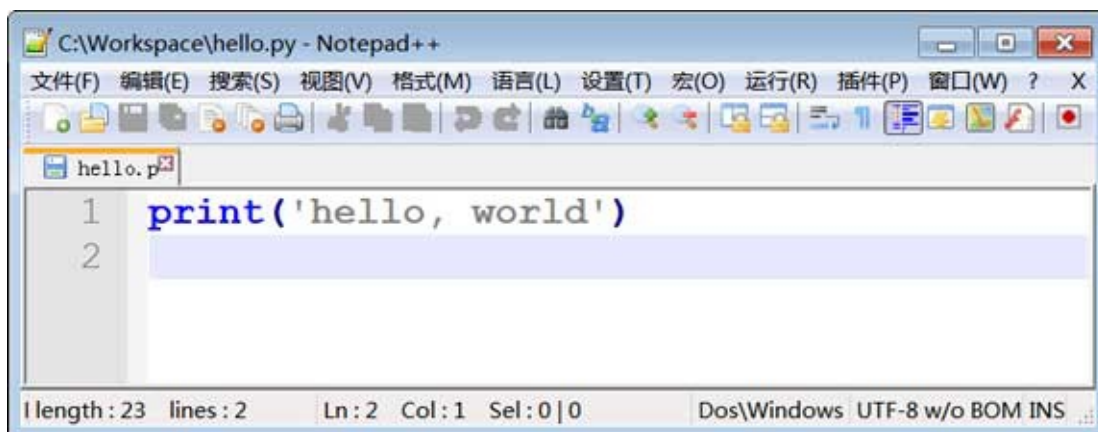 C:\Workspace\hello.py - Notepad++
文件(F) 编辑(E) 搜索(S) 视图(V) 格式(M) 语言(L) 设置(T) 宏(O) 运行(R) 插件(P) 窗口(W) ? X
hello.p
1 print('hello, world')
2
length : 23 lines : 2 Ln : 2 Col : 1 Sel : 0 | 0 Dos\Windows UTF-8 w/o BOM INS